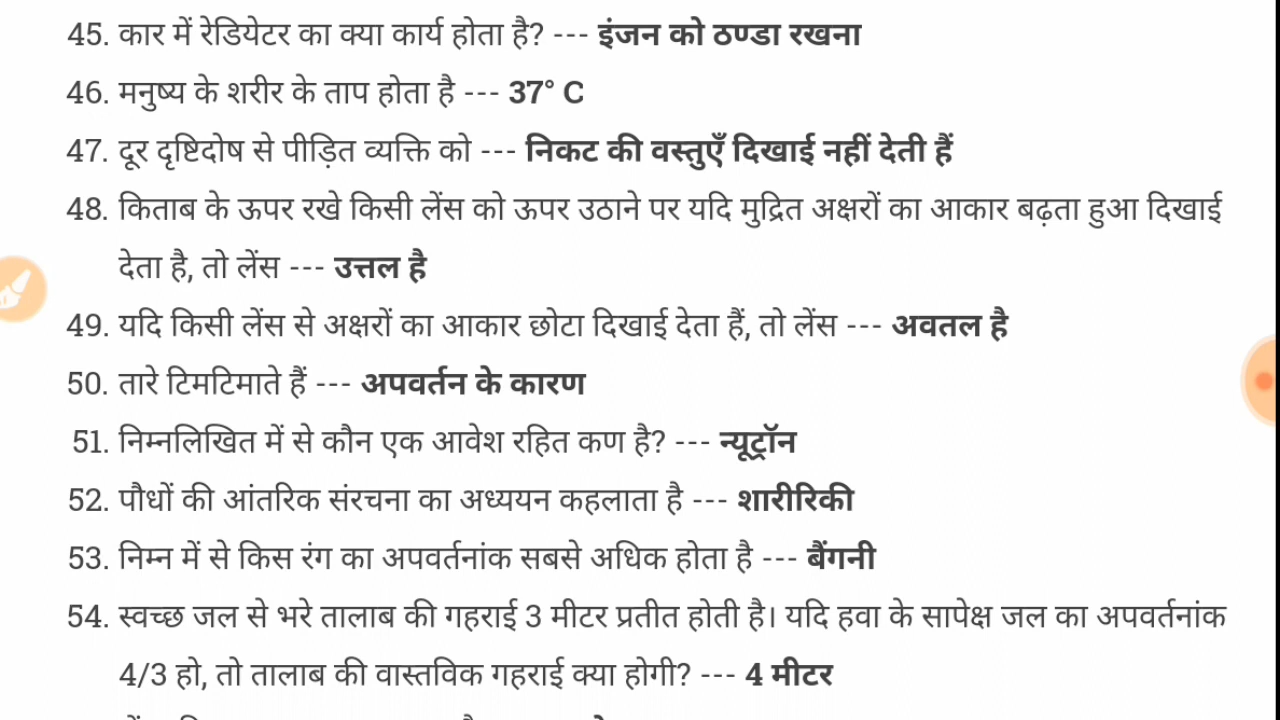 45. कार में रेडियेटर का क्या कार्य होता है? --- इंजन को ठण्डा रखना
46. मनुष्य के शरीर के ताप होता है --- 37° C
47. दूर दृष्टिदोष से पीड़ित व्यक्ति को --- निकट की वस्तुएँ दिखाई नहीं देती हैं
48. किताब के ऊपर रखे किसी लेंस को ऊपर उठाने पर यदि मुद्रित अक्षरों का आकार बढ़ता हुआ दिखाई
देता है, तो लेंस --- उत्तल है
49. यदि किसी लेंस से अक्षरों का आकार छोटा दिखाई देता हैं, तो लेंस --- अवतल है
50. तारे टिमटिमाते हैं --- अपवर्तन के कारण
51. निम्नलिखित में से कौन एक आवेश रहित कण है? --- न्यूट्रॉन
52. पौधों की आंतरिक संरचना का अध्ययन कहलाता है --- शारीरिकी
53. निम्न में से किस रंग का अपवर्तनांक सबसे अधिक होता है --- बैंगनी
54. स्वच्छ जल से भरे तालाब की गहराई 3 मीटर प्रतीत होती है। यदि हवा के सापेक्ष जल का अपवर्तनांक
4/3 हो, तो तालाब की वास्तविक गहराई क्या होगी? --- 4 मीटर